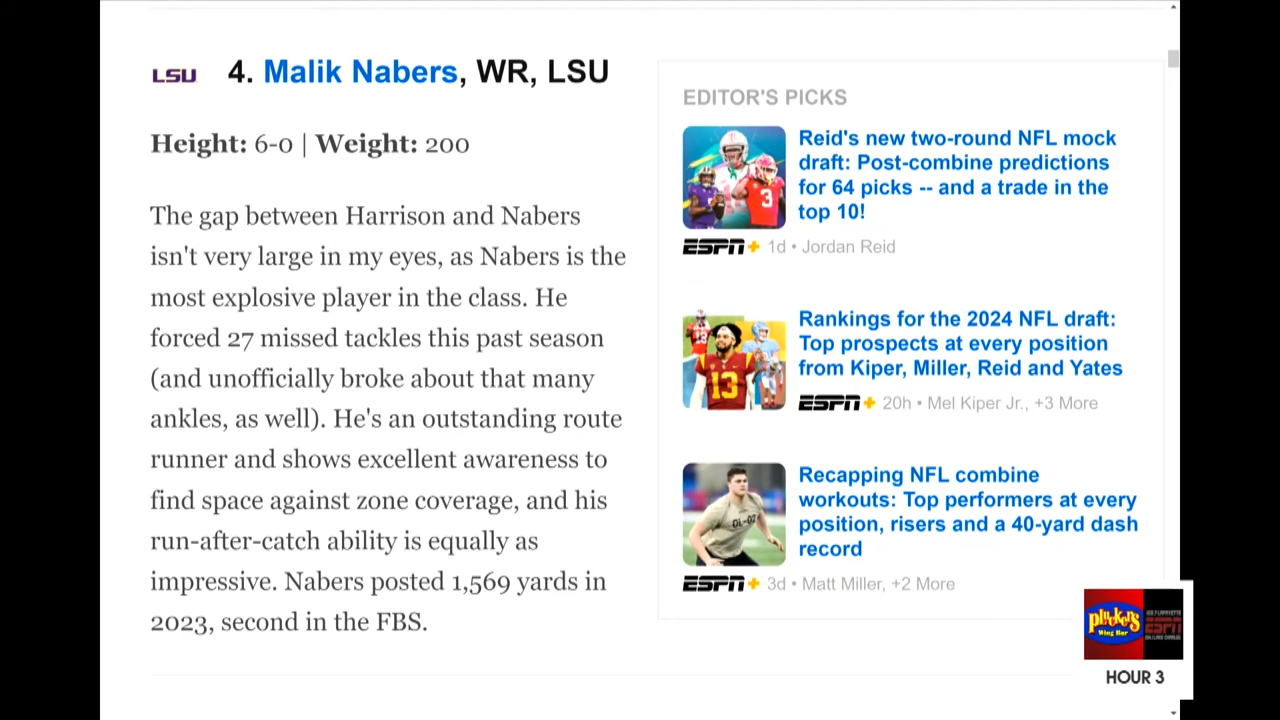 LSU
4. Malik Nabers, WR, LSU
Height: 6-0 | Weight: 200
The gap between Harrison and Nabers
isn't very large in my eyes, as Nabers is the
most explosive player in the class. He
forced 27 missed tackles this past season
(and unofficially broke about that many
ankles, as well). He's an outstanding route
runner and shows excellent awareness to
find space against zone coverage, and his
run-after-catch ability is equally as
impressive. Nabers posted 1,569 yards in
2023, second in the FBS.
EDITOR'S PICKS
Reid's new two-round NFL mock
draft: Post-combine predictions
for 64 picks -- and a trade in the
top 10!
ESPN+ 1d • Jordan Reid
3
Rankings for the 2024 NFL draft:
Top prospects at every position
from Kiper, Miller, Reid and Yates
ESPN+ 20h • Mel Kiper Jr., +3 More
13
Recapping NFL combine
workouts: Top performers at every
position, risers and a 40-yard dash
record
ESPN+ 3d • Matt Miller, +2 More
DL-02
Pluckers
Wing Bar
ESPN
HOUR 3